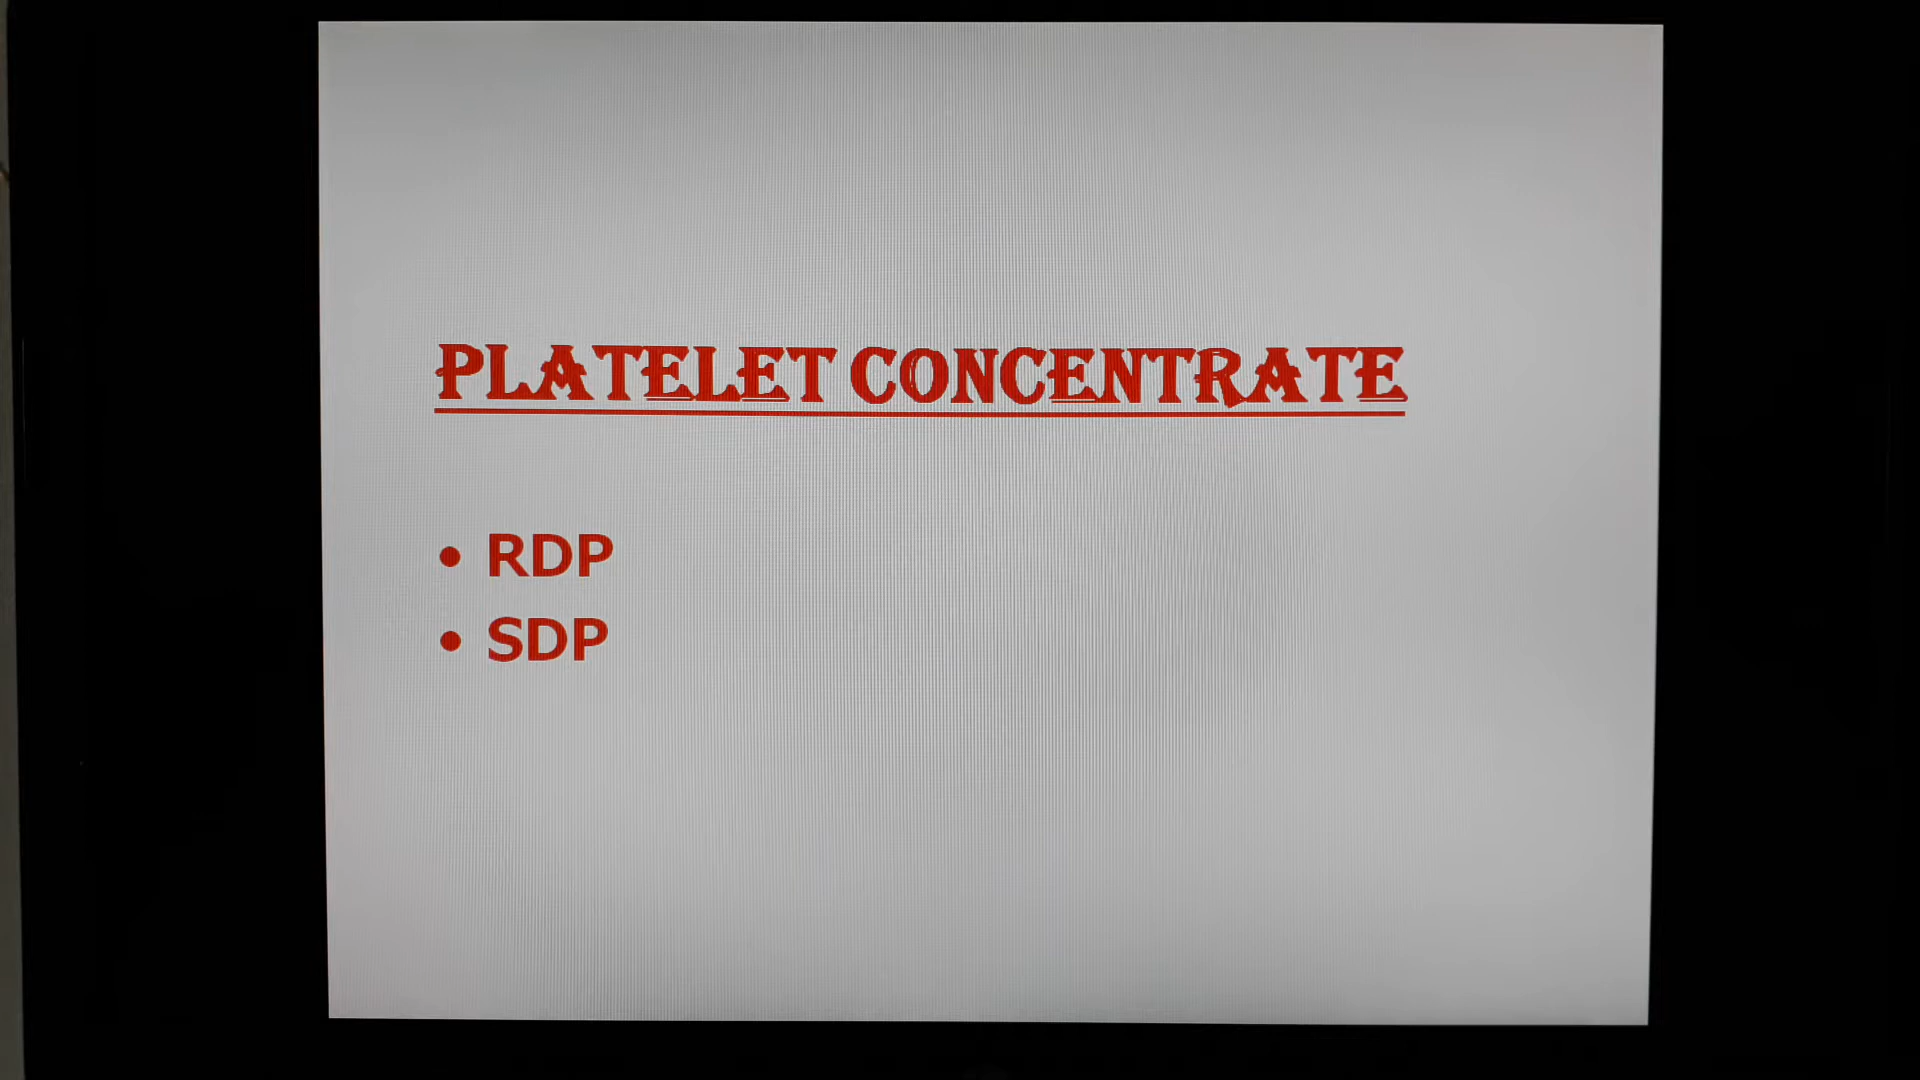 PLATELET CONCENTRATE
• RDP
• SDP